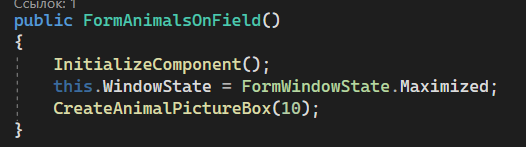 Ссылок: 1
public FormAnimalsOnField()
{
InitializeComponent();
this.WindowState = FormWindowState.Maximized;
CreateAnimalPictureBox(10);
}